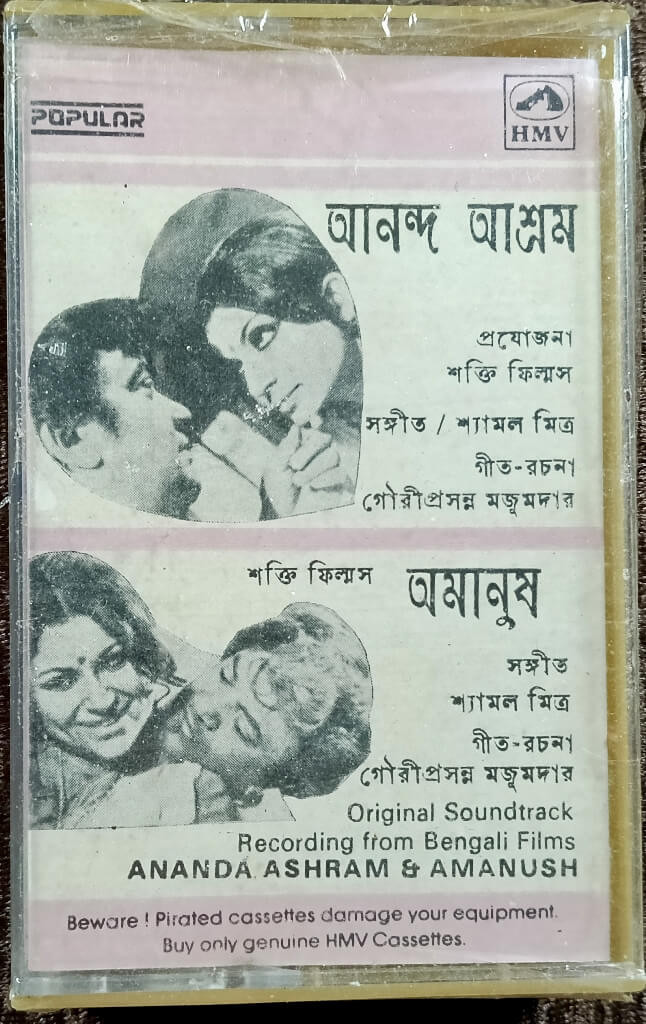 POPULAR
HMV
আনন্দ আশ্রম
প্রযোজনা
শক্তি ফিল্মস
সঙ্গীত / শ্যামল মিত্র
গীত-রচনা
গৌরীপ্রসন্ন মজুমদার
শক্তি ফিল্মস
অমানুষ
সঙ্গীত
শ্যামল মিত্র
গীত-রচনা
গৌরীপ্রসন্ন মজুমদার
Original Soundtrack
Recording from Bengali Films
ANANDA ASHRAM & AMANUSH
Beware ! Pirated cassettes damage your equipment.
Buy only genuine HMV Cassettes.